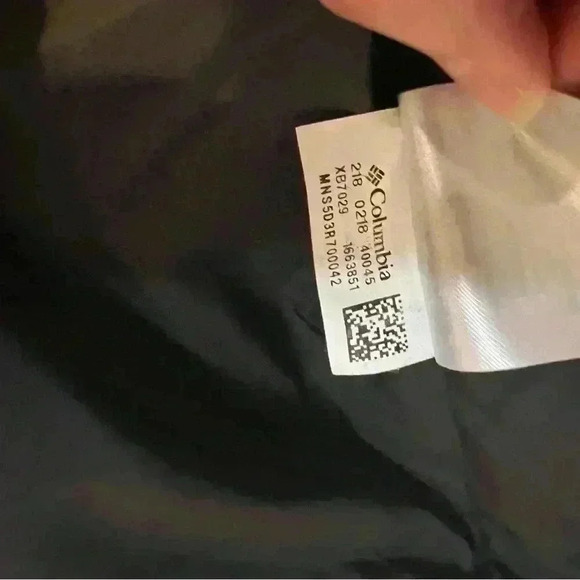 Columbia
218 0218 40045
XB7029 1663851
MNS5D3R700042